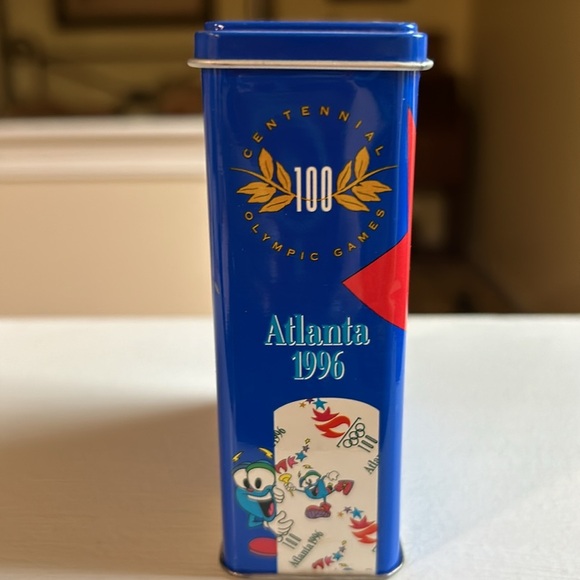 CENTENNIAL
100
OLYMPIC GAMES
Atlanta
1996
Atlanta 1996